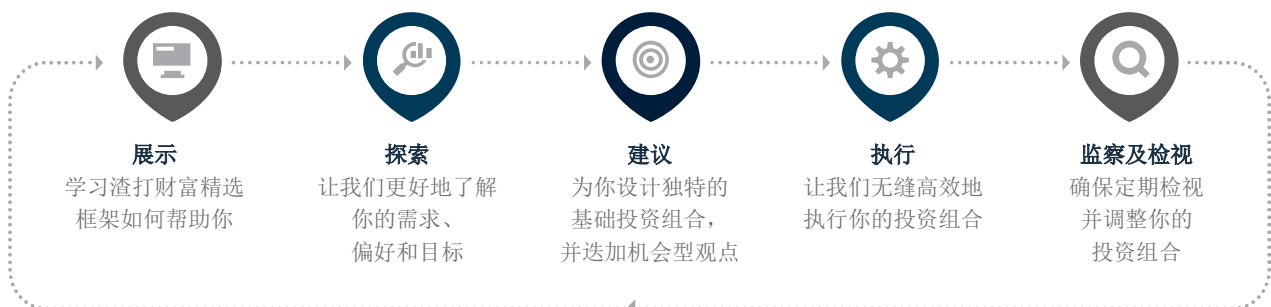 展示
学习渣打财富精选
框架如何帮助你
探索
让我们更好地了解
你的需求、
偏好和目标
建议
为你设计独特的
基础投资组合，
并迭加机会型观点
执行
让我们无缝高效地
执行你的投资组合
监察及检视
确保定期检视
并调整你的
投资组合